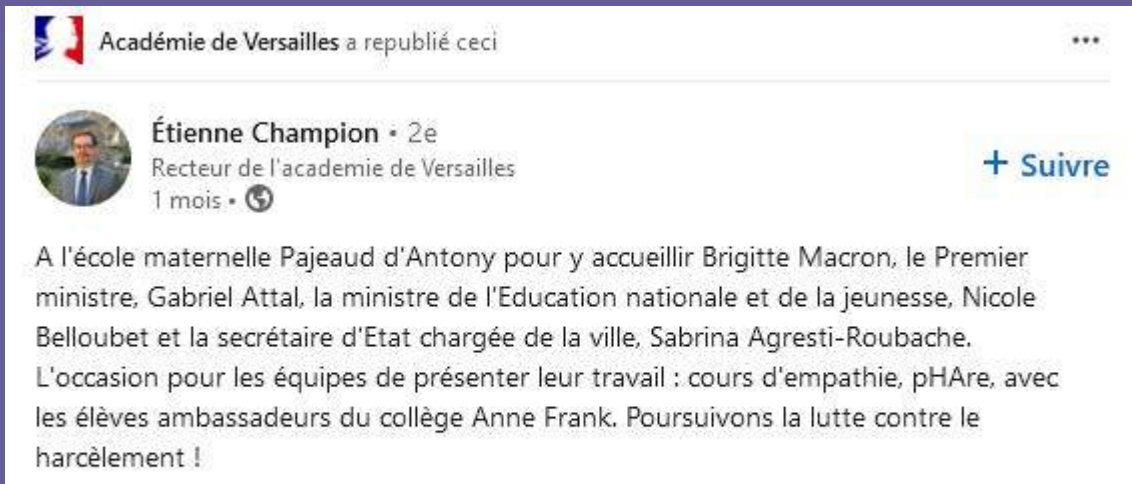 Académie de Versailles a republié ceci
Étienne Champion • 2e
Recteur de l'academie de Versailles
1 mois •
+ Suivre
A l'école maternelle Pajeaud d'Antony pour y accueillir Brigitte Macron, le Premier
ministre, Gabriel Attal, la ministre de l'Education nationale et de la jeunesse, Nicole
Belloubet et la secrétaire d'Etat chargée de la ville, Sabrina Agresti-Roubache.
L'occasion pour les équipes de présenter leur travail : cours d'empathie, pHAre, avec
les élèves ambassadeurs du collège Anne Frank. Poursuivons la lutte contre le
harcèlement !